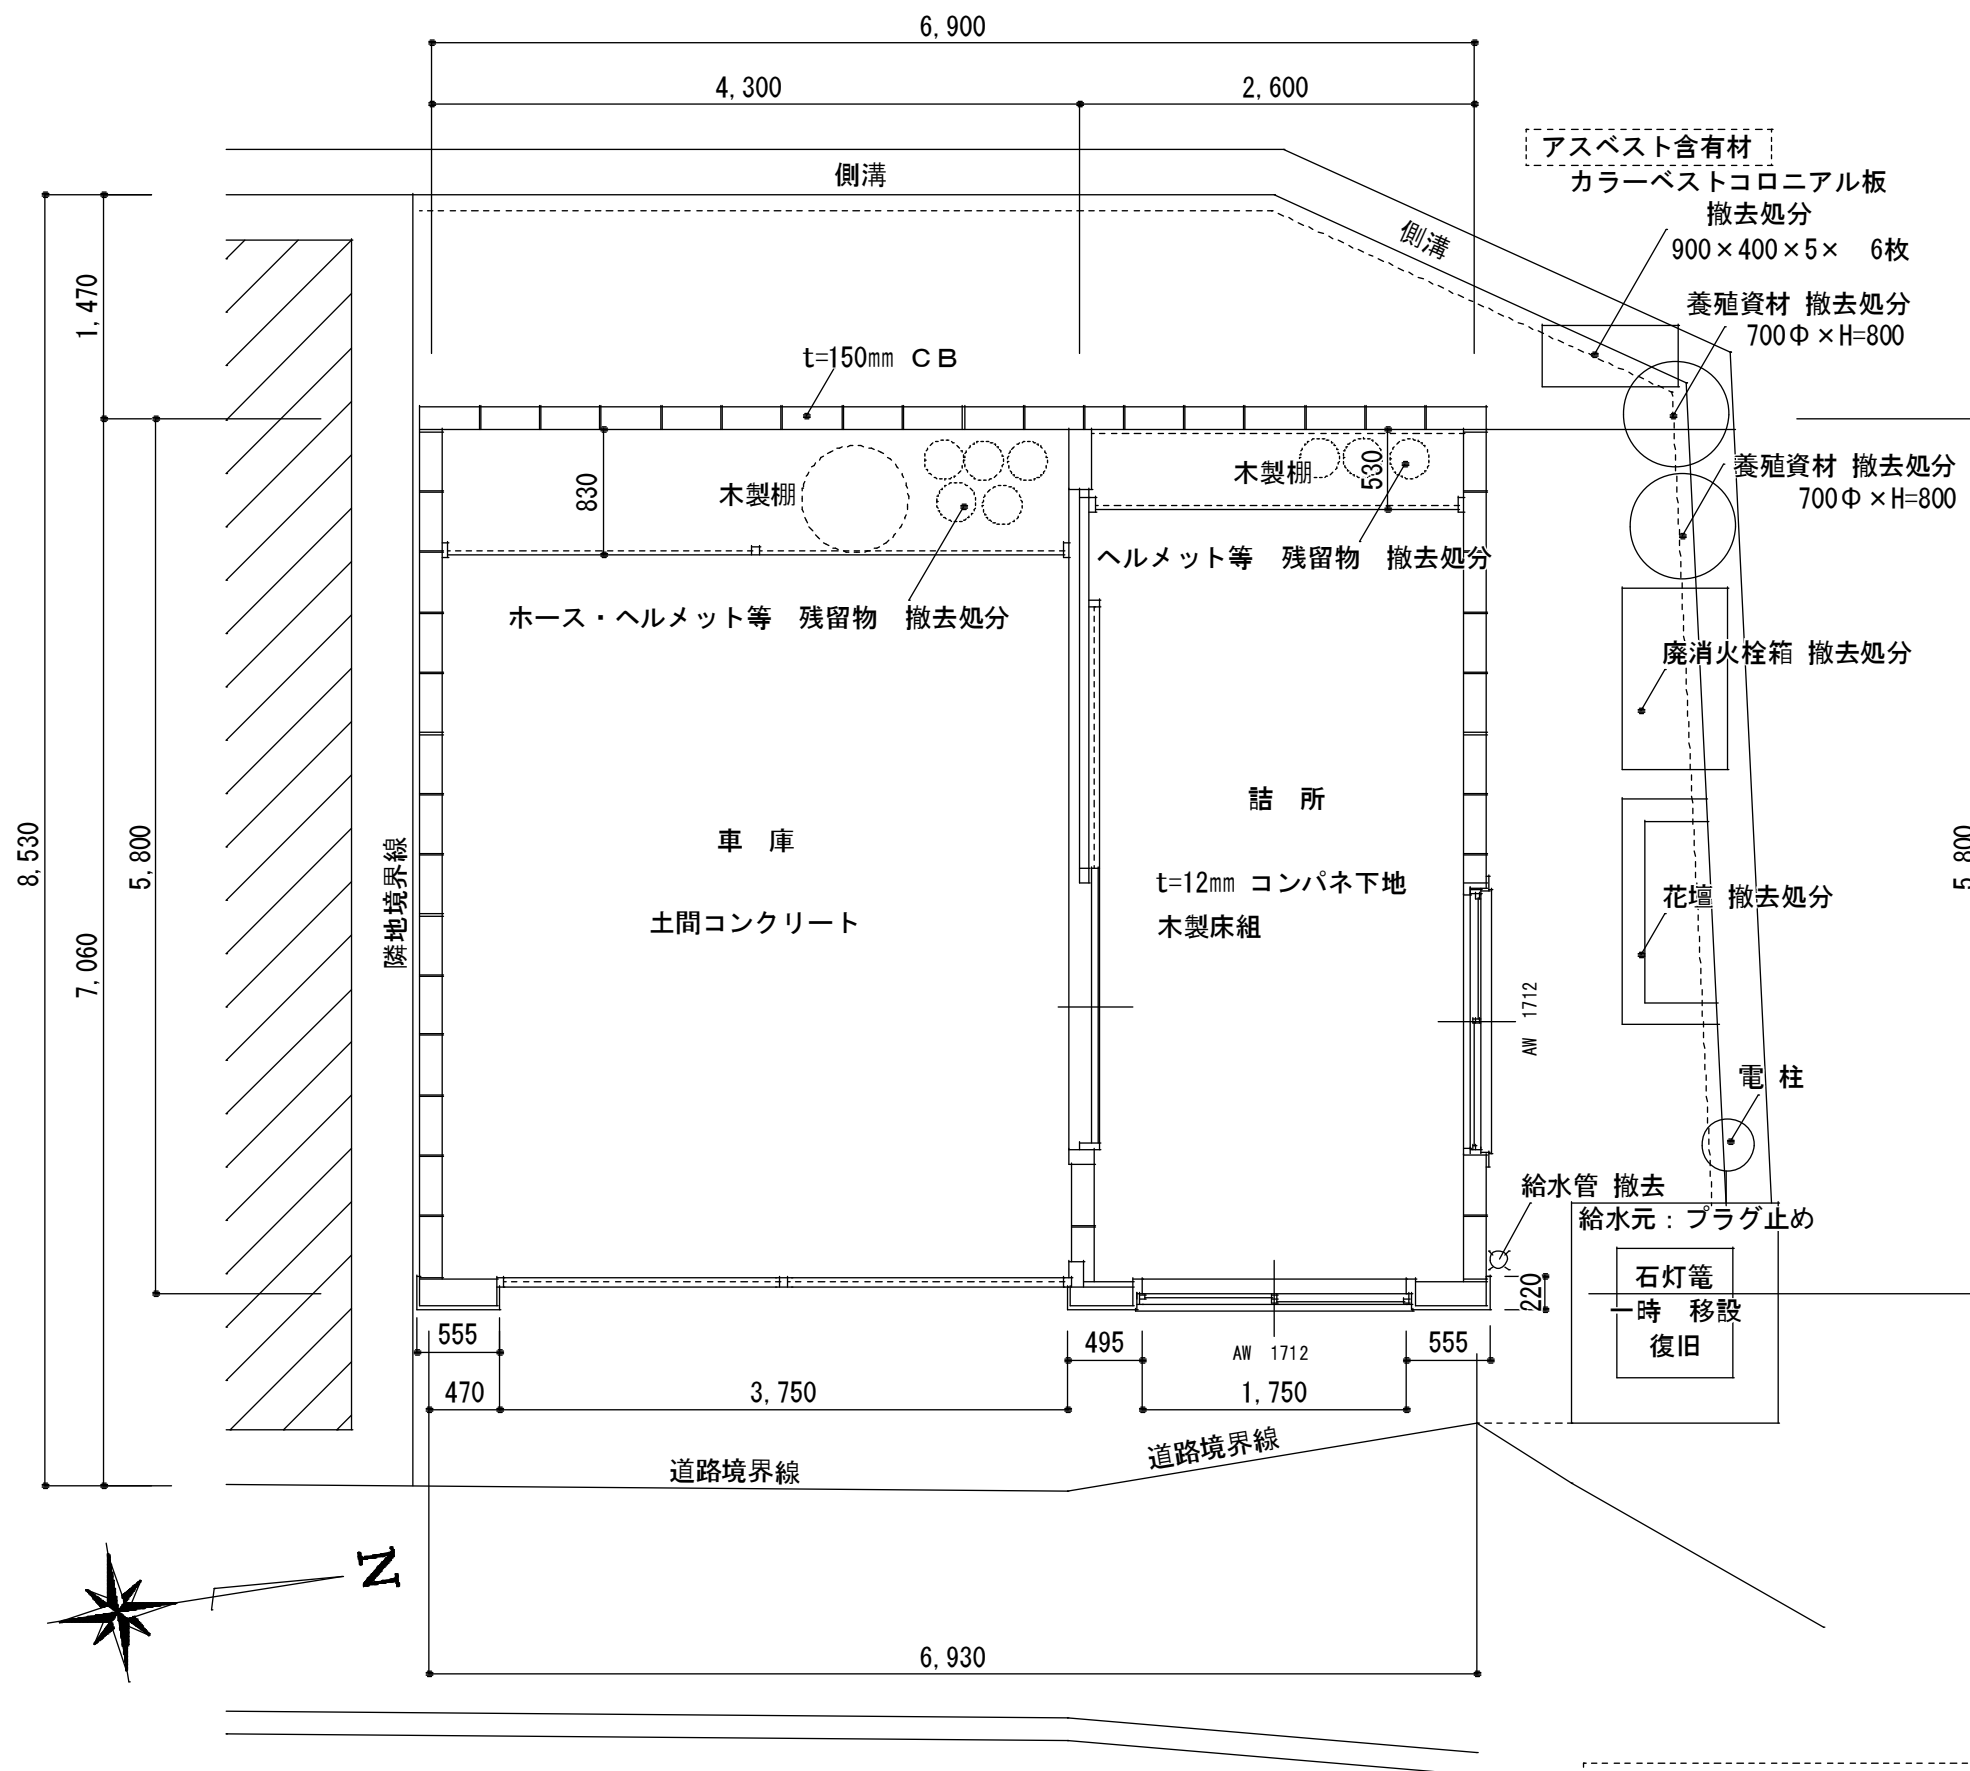 6,900
4,300
2,600
側溝
側溝
アスベスト含有材
カラーベストコロニアル板
撤去処分
900×400×5× 6枚
養殖資材 撤去処分
700Φ×H=800
t=150mm CB
1,470
830
木製棚
木製棚
530
養殖資材 撤去処分
700Φ×H=800
ヘルメット等 残留物 撤去処分
ホース・ヘルメット等 残留物 撤去処分
廃消火栓箱 撤去処分
8,530
7,060
5,800
隣地境界線
車 庫
土間コンクリート
詰 所
t=12mm コンパネ下地
木製床組
花壇 撤去処分
5,800
AW 1712
電 柱
給水管 撤去
給水元：プラグ止め
石灯篭
一時 移設
復旧
220
555
495
AW 1712
555
470
3,750
1,750
道路境界線
道路境界線
N
6,930